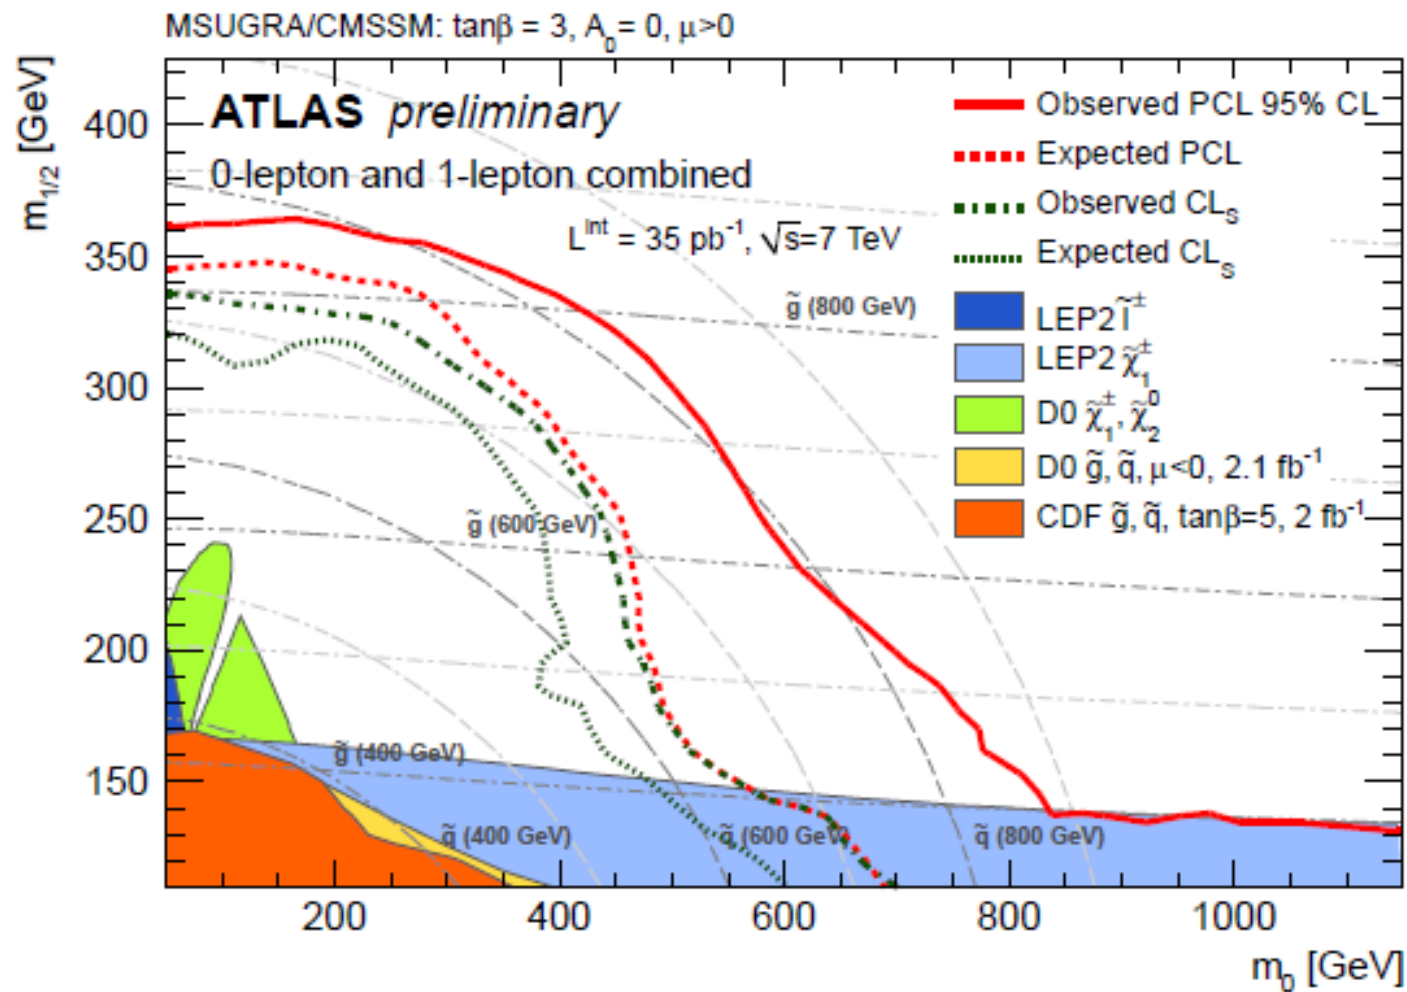 MSUGRA/CMSSM: tanβ = 3, A₀ = 0, μ>0
m₁/₂ [GeV]
ATLAS preliminary
0-lepton and 1-lepton combined
Lⁱⁿᵗ = 35 pb⁻¹, √s=7 TeV
Observed PCL 95% CL
Expected PCL
Observed CLₛ
Expected CLₛ
LEP2 l̃±
LEP2 χ̃₁±
D0 χ̃₁±, χ̃₂⁰
D0 g̃, q̃, μ<0, 2.1 fb⁻¹
CDF g̃, q̃, tanβ=5, 2 fb⁻¹
g̃ (800 GeV)
g̃ (600 GeV)
g̃ (400 GeV)
q̃ (400 GeV)
q̃ (600 GeV)
q̃ (800 GeV)
400
350
300
250
200
150
200 400 600 800 1000
m₀ [GeV]